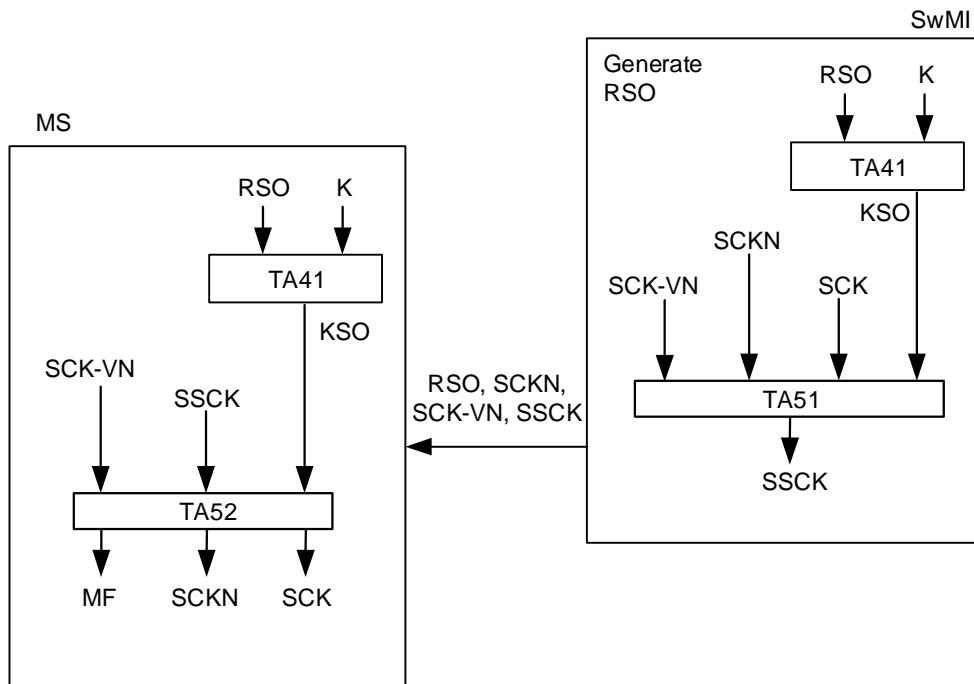 SwMI
Generate
RSO
RSO K
TA41
KSO
SCKN
SCK-VN SCK
TA51
SSCK
MS
RSO K
TA41
KSO
SCK-VN
SSCK
TA52
MF SCKN SCK
RSO, SCKN,
SCK-VN, SSCK